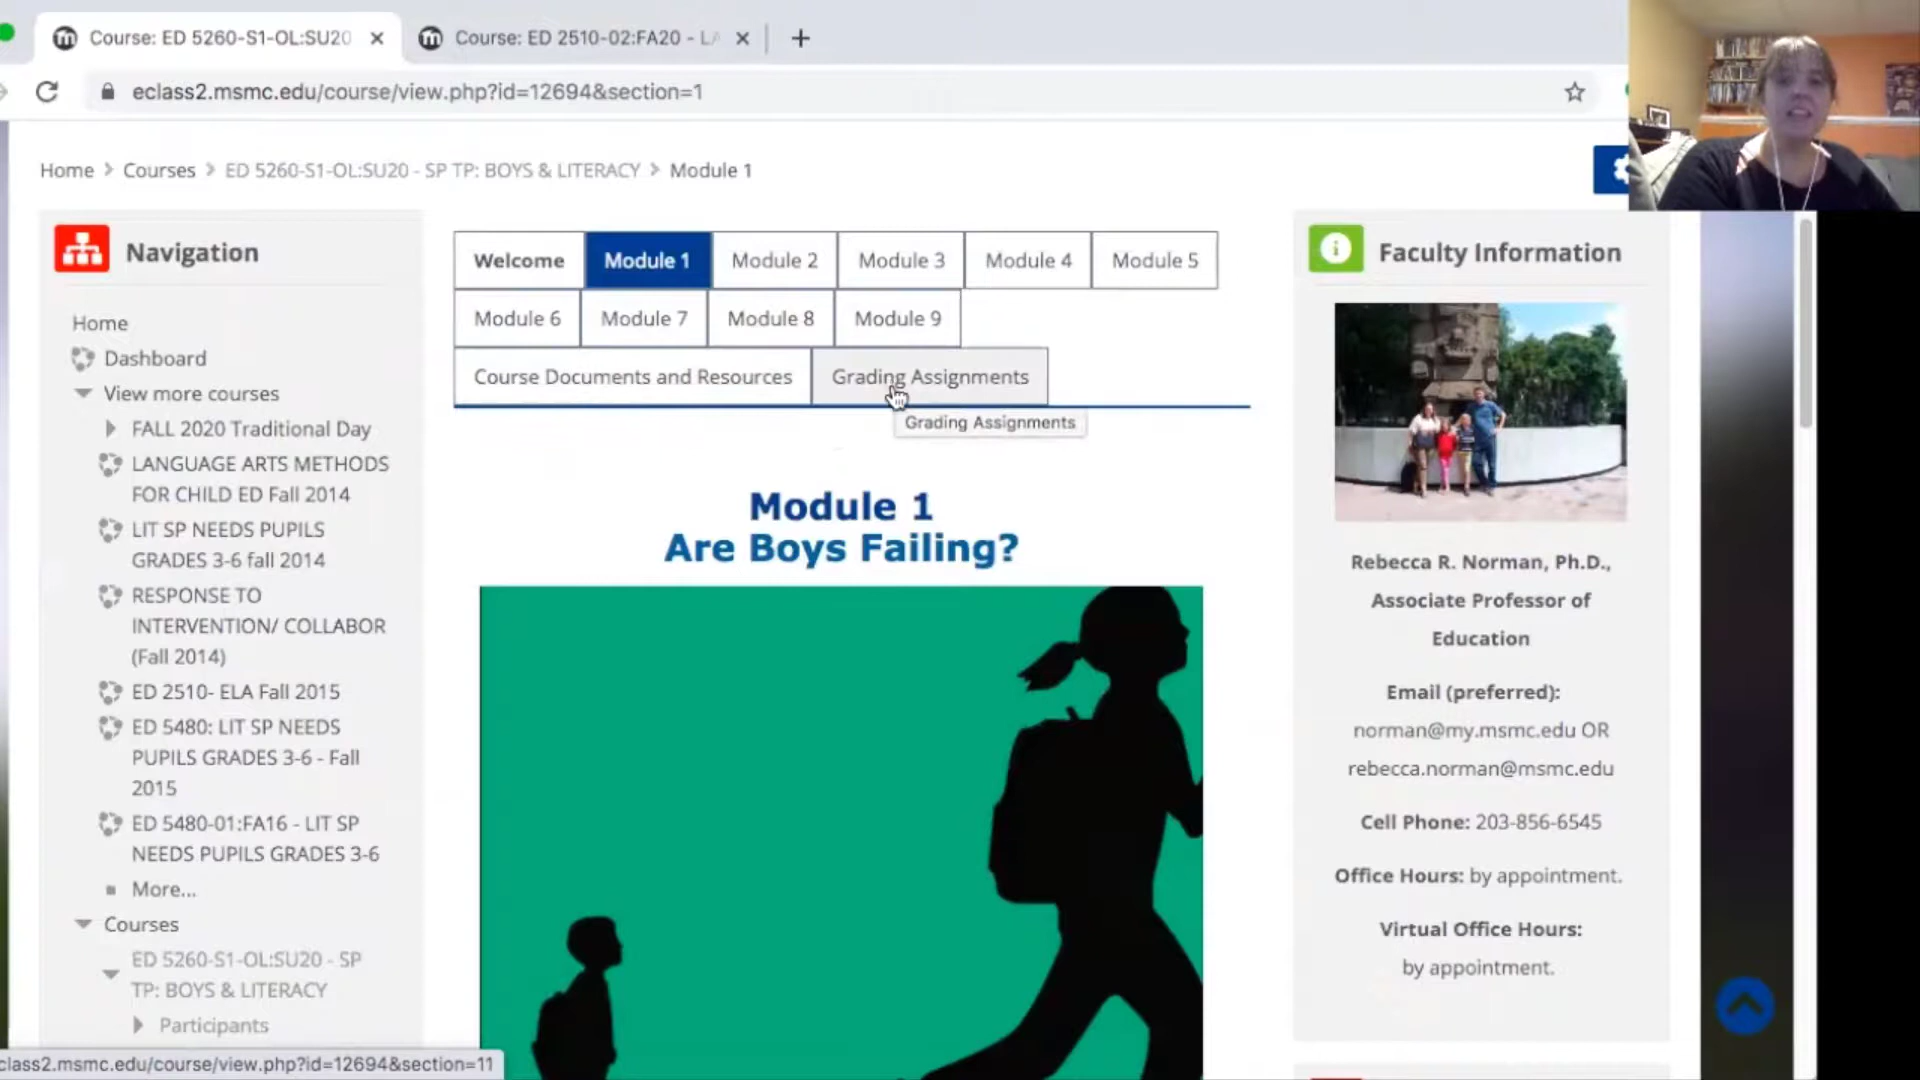 Course: ED 5260-S1-OL:SU20
Course: ED 2510-02:FA20 - LA
eclass2.msmc.edu/course/view.php?id=12694&section=1
Home > Courses > ED 5260-S1-OL:SU20 - SP TP: BOYS & LITERACY > Module 1
Navigation
Home
Dashboard
View more courses
FALL 2020 Traditional Day
LANGUAGE ARTS METHODS
FOR CHILD ED Fall 2014
LIT SP NEEDS PUPILS
GRADES 3-6 fall 2014
RESPONSE TO
INTERVENTION/ COLLABOR
(Fall 2014)
ED 2510- ELA Fall 2015
ED 5480: LIT SP NEEDS
PUPILS GRADES 3-6 - Fall
2015
ED 5480-01:FA16 - LIT SP
NEEDS PUPILS GRADES 3-6
More...
Courses
ED 5260-S1-OL:SU20 - SP
TP: BOYS & LITERACY
Participants
class2.msmc.edu/course/view.php?id=12694&section=11
Welcome Module 1 Module 2 Module 3 Module 4 Module 5
Module 6 Module 7 Module 8 Module 9
Course Documents and Resources Grading Assignments
Grading Assignments
Module 1
Are Boys Failing?
Faculty Information
Rebecca R. Norman, Ph.D.,
Associate Professor of
Education
Email (preferred):
norman@my.msmc.edu OR
rebecca.norman@msmc.edu
Cell Phone: 203-856-6545
Office Hours: by appointment.
Virtual Office Hours:
by appointment.